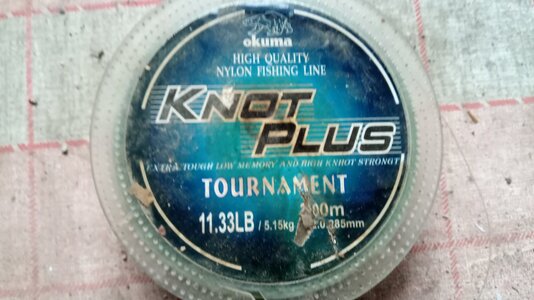 okuma
HIGH QUALITY
NYLON FISHING LINE
KNOT
PLUS
EXTRA TOUGH LOW MEMORY AND HIGH KNHOT STRONGT
TOURNAMENT
11.33LB / 5.15kg